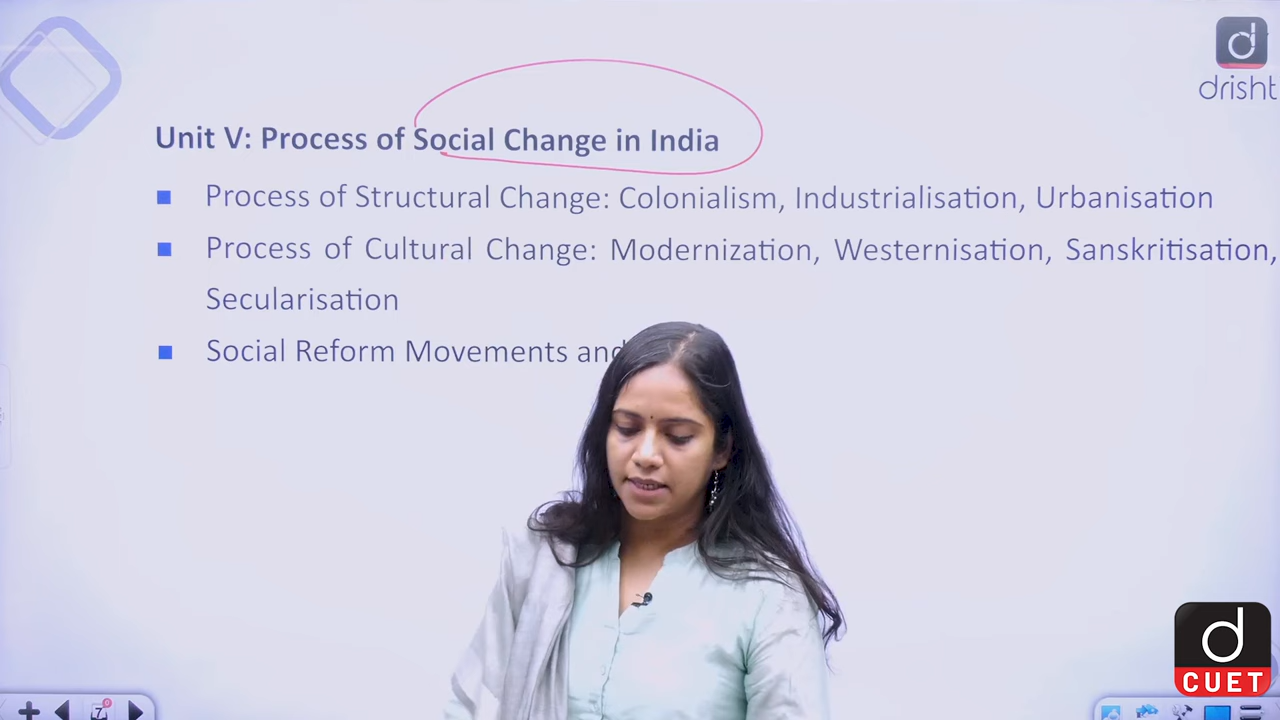 drisht
Unit V: Process of Social Change in India
Process of Structural Change: Colonialism, Industrialisation, Urbanisation
Process of Cultural Change: Modernization, Westernisation, Sanskritisation,
Secularisation
Social Reform Movements and
d
CUET
7